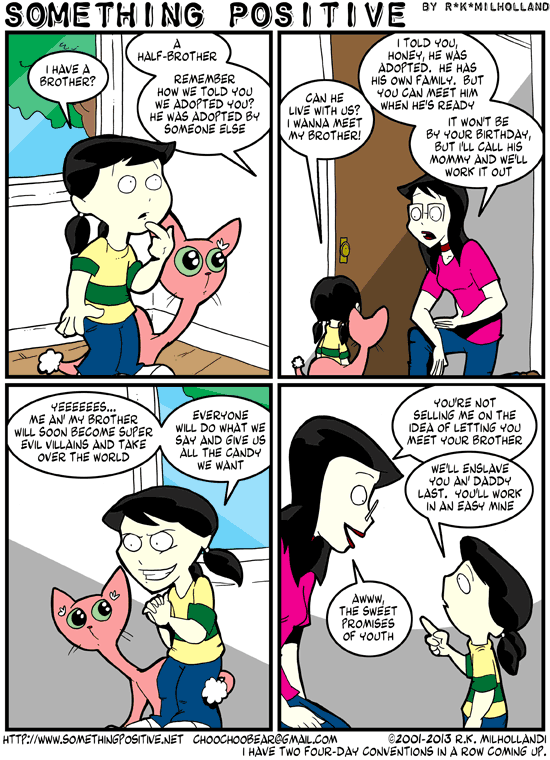 SOMETHING POSITIVE
BY R*K*MILHOLLAND
I HAVE A
BROTHER?
A
HALF-BROTHER
REMEMBER
HOW WE TOLD YOU
WE ADOPTED YOU?
HE WAS ADOPTED BY
SOMEONE ELSE
CAN HE
LIVE WITH US?
I WANNA MEET
MY BROTHER!
I TOLD YOU,
HONEY, HE WAS
ADOPTED. HE HAS
HIS OWN FAMILY. BUT
YOU CAN MEET HIM
WHEN HE'S READY
IT WON'T BE
BY YOUR BIRTHDAY,
BUT I'LL CALL HIS
MOMMY AND WE'LL
WORK IT OUT
YEEEEEES...
ME AN' MY BROTHER
WILL SOON BECOME SUPER
EVIL VILLAINS AND TAKE
OVER THE WORLD
EVERYONE
WILL DO WHAT WE
SAY AND GIVE US
ALL THE CANDY
WE WANT
YOU'RE NOT
SELLING ME ON THE
IDEA OF LETTING YOU
MEET YOUR BROTHER
WE'LL ENSLAVE
YOU AN' DADDY
LAST. YOU'LL WORK
IN AN EASY MINE
AWWW,
THE SWEET
PROMISES
OF YOUTH
HTTP://WWW.SOMETHINGPOSITIVE.NET CHOOCHOOBEAR@GMAIL.COM ©2001-2013 R.K. MILHOLLAND!
I HAVE TWO FOUR-DAY CONVENTIONS IN A ROW COMING UP.